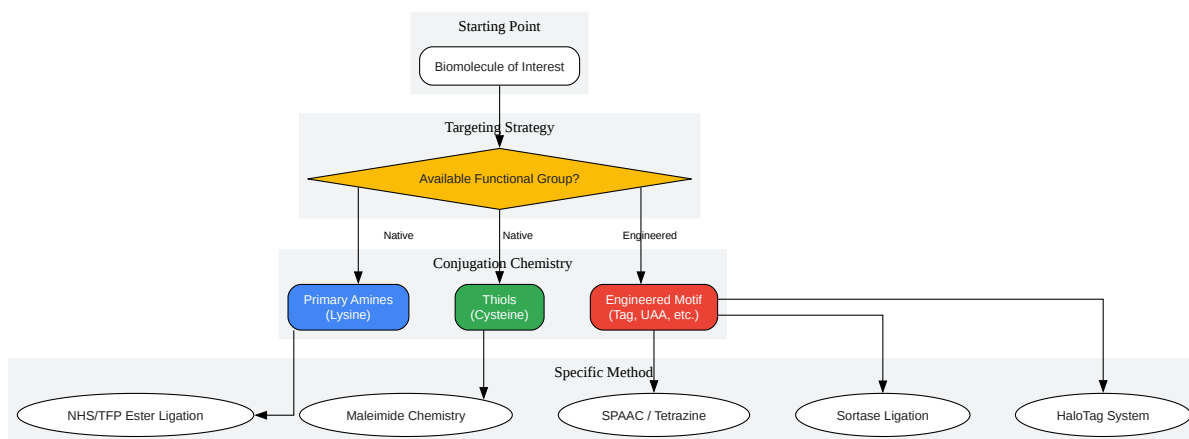 Starting Point
Biomolecule of Interest
Targeting Strategy
Available Functional Group?
Native
Native
Engineered
Conjugation Chemistry
Primary Amines
(Lysine)
Thiols
(Cysteine)
Engineered Motif
(Tag, UAA, etc.)
Specific Method
NHS/TFP Ester Ligation
Maleimide Chemistry
SPAAC / Tetrazine
Sortase Ligation
HaloTag System